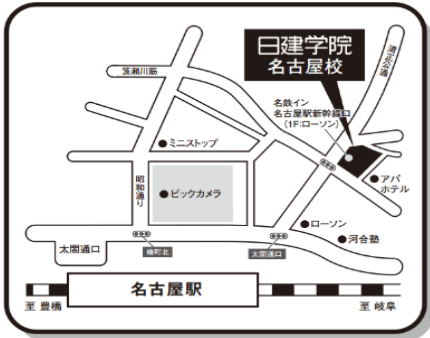 日建学院
名古屋校
清正公通
笈瀬川筋
名鉄イン
名古屋駅新幹線口
(1F:ローソン)
ミニストップ
アパ
ホテル
昭和通り
ビックカメラ
ローソン
河合塾
太閤通口
椿町北
太閤通口
名古屋駅
至 豊橋
至 岐阜